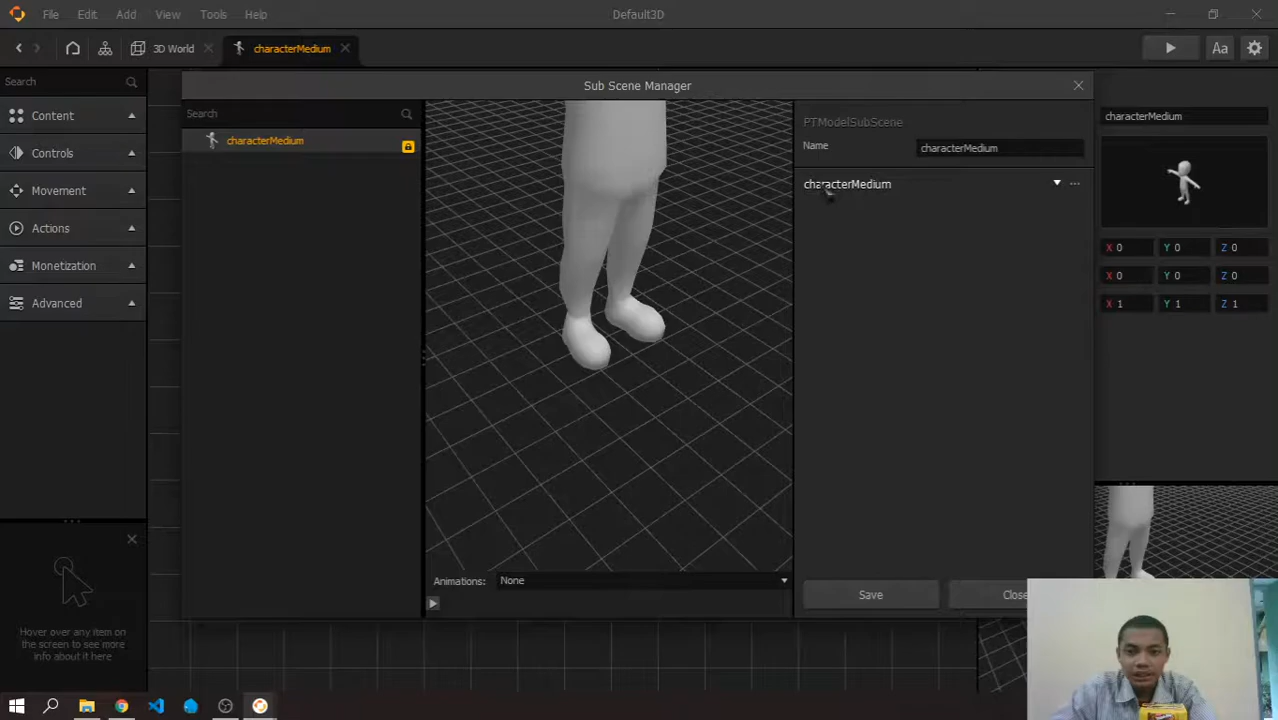 File Edit Add View Tools Help
Default3D
3D World
characterMedium
Aa
Search
Content
Controls
Movement
Actions
Monetization
Advanced
Hover over any item on
the screen to see more
info about it here
Sub Scene Manager
Search
characterMedium
Animations: None
PTModelSubScene
Name characterMedium
characterMedium
Save Close
characterMedium
X 0 Y 0 Z 0
X 0 Y 0 Z 0
X 1 Y 1 Z 1